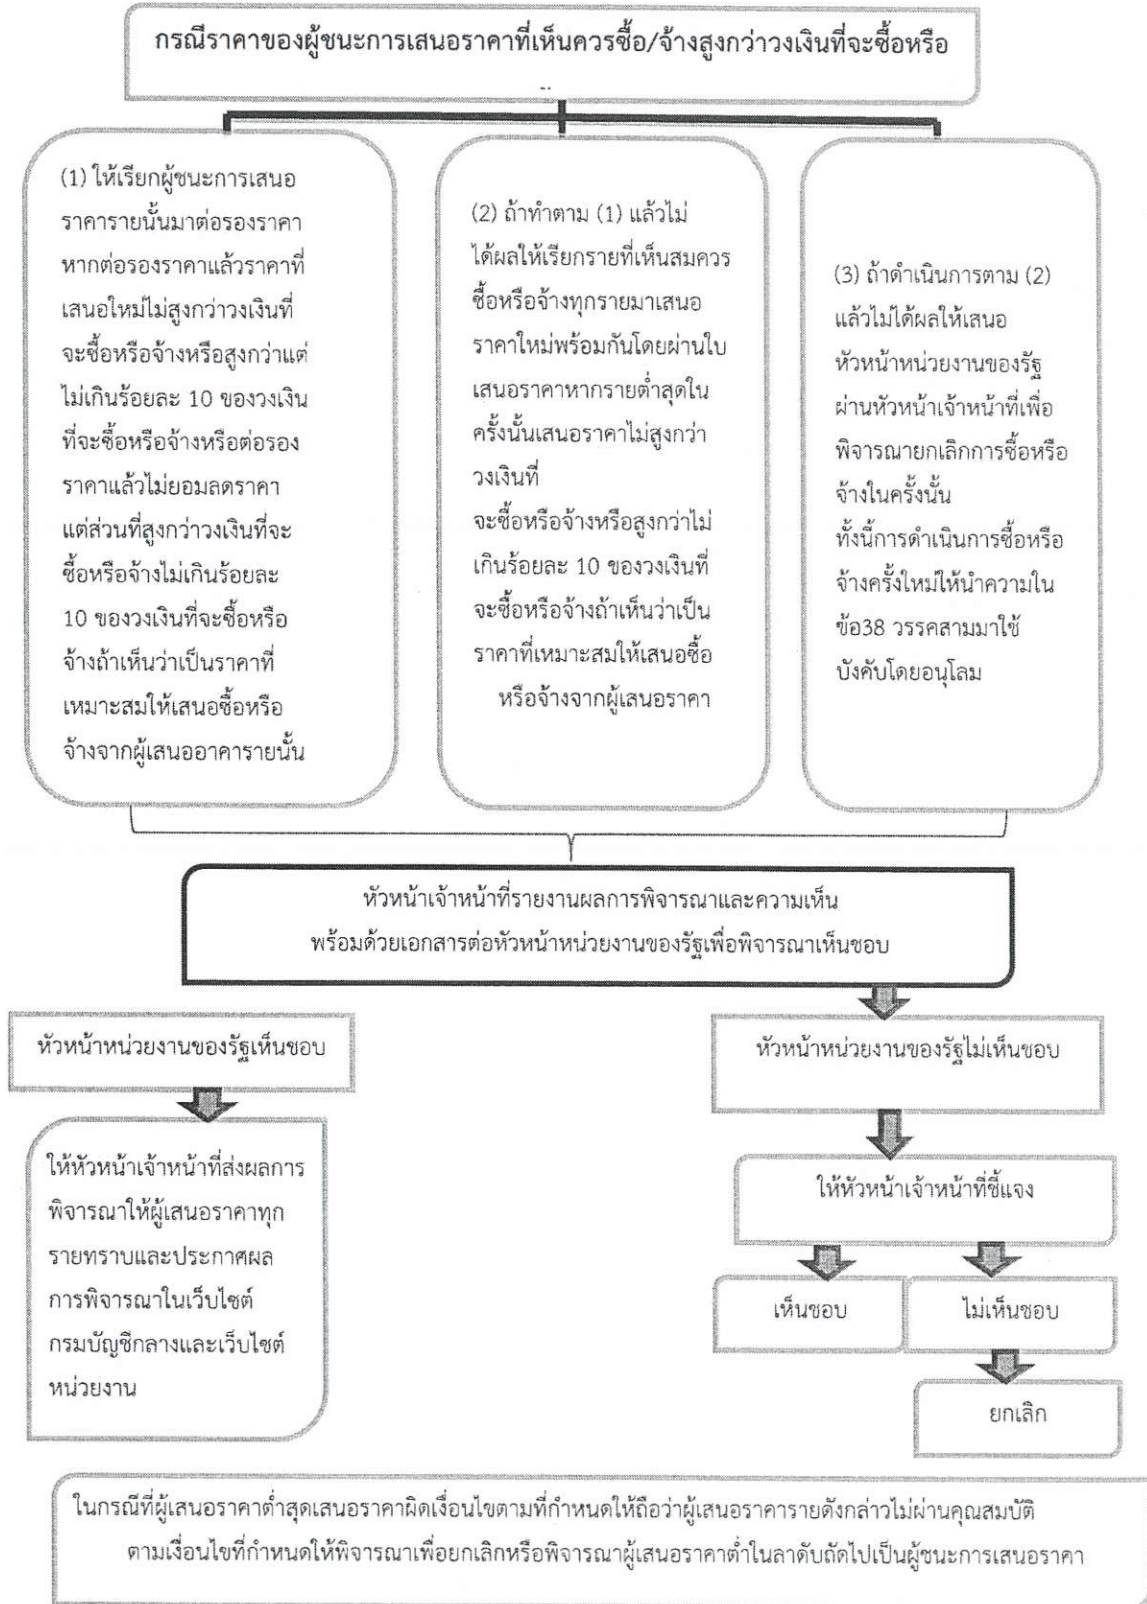 กรณีราคาของผู้ชนะการเสนอราคาที่เห็นควรซื้อ/จ้างสูงกว่าวงเงินที่จะซื้อหรือ
(1) ให้เรียกผู้ชนะการเสนอ
ราคารายนั้นมาต่อรองราคา
หากต่อรองราคาแล้วราคาที่
เสนอใหม่ไม่สูงกว่าวงเงินที่
จะซื้อหรือจ้างหรือสูงกว่าแต่
ไม่เกินร้อยละ 10 ของวงเงิน
ที่จะซื้อหรือจ้างหรือต่อรอง
ราคาแล้วไม่ยอมลดราคา
แต่ส่วนที่สูงกว่าวงเงินที่จะ
ซื้อหรือจ้างไม่เกินร้อยละ
10 ของวงเงินที่จะซื้อหรือ
จ้างถ้าเห็นว่าเป็นราคาที่
เหมาะสมให้เสนอซื้อหรือ
จ้างจากผู้เสนออาคารายนั้น
(2) ถ้าทำตาม (1) แล้วไม่
ได้ผลให้เรียกรายที่เห็นสมควร
ซื้อหรือจ้างทุกรายมาเสนอ
ราคาใหม่พร้อมกันโดยผ่านใบ
เสนอราคาหากรายต่ำสุดใน
ครั้งนั้นเสนอราคาไม่สูงกว่า
วงเงินที่
จะซื้อหรือจ้างหรือสูงกว่าไม่
เกินร้อยละ 10 ของวงเงินที่
จะซื้อหรือจ้างถ้าเห็นว่าเป็น
ราคาที่เหมาะสมให้เสนอซื้อ
หรือจ้างจากผู้เสนอราคา
(3) ถ้าดำเนินการตาม (2)
แล้วไม่ได้ผลให้เสนอ
หัวหน้าหน่วยงานของรัฐ
ผ่านหัวหน้าเจ้าหน้าที่เพื่อ
พิจารณายกเลิกการซื้อหรือ
จ้างในครั้งนั้น
ทั้งนี้การดำเนินการซื้อหรือ
จ้างครั้งใหม่ให้นำความใน
ข้อ38 วรรคสามมาใช้
บังคับโดยอนุโลม
หัวหน้าเจ้าหน้าที่รายงานผลการพิจารณาและความเห็น
พร้อมด้วยเอกสารต่อหัวหน้าหน่วยงานของรัฐเพื่อพิจารณาเห็นชอบ
หัวหน้าหน่วยงานของรัฐเห็นชอบ
ให้หัวหน้าเจ้าหน้าที่ส่งผลการ
พิจารณาให้ผู้เสนอราคาทุก
รายทราบและประกาศผล
การพิจารณาในเว็บไซต์
กรมบัญชีกลางและเว็บไซต์
หน่วยงาน
หัวหน้าหน่วยงานของรัฐไม่เห็นชอบ
ให้หัวหน้าเจ้าหน้าที่ชี้แจง
เห็นชอบ
ไม่เห็นชอบ
ยกเลิก
ในกรณีที่ผู้เสนอราคาต่ำสุดเสนอราคาผิดเงื่อนไขตามที่กำหนดให้ถือว่าผู้เสนอราคารายดังกล่าวไม่ผ่านคุณสมบัติ
ตามเงื่อนไขที่กำหนดให้พิจารณาเพื่อยกเลิกหรือพิจารณาผู้เสนอราคาต่ำในลาดับถัดไปเป็นผู้ชนะการเสนอราคา